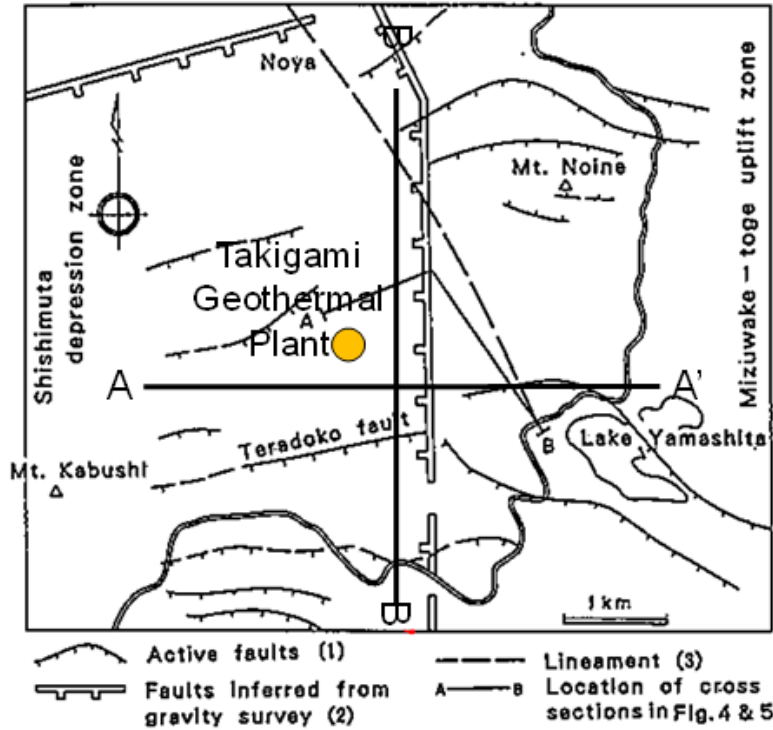 B
Noya
Mt. Noine
Shishimuta
depression zone
Mizuwake – toge uplift zone
Takigami
Geothermal
A
Plant
A
A'
Teradoko fault
B
Lake Yamashita
Mt. Kabushi
B
1 km
Active faults (1)
Faults inferred from
gravity survey (2)
Lineament (3)
A B Location of cross
sections in Fig. 4 & 5